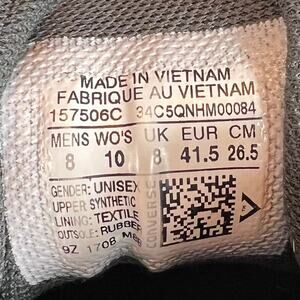 MADE IN VIETNAM
FABRIQUE AU VIETNAM
157506C 34C5QNHM00084
MENS WO'S UK EUR CM
8 10 8 41.5 26.5
GENDER: UNISEX
UPPER: SYNTHETIC
LINING: TEXTILE
OUTSOLE: RUBBER
9Z 1708
CONVERSE